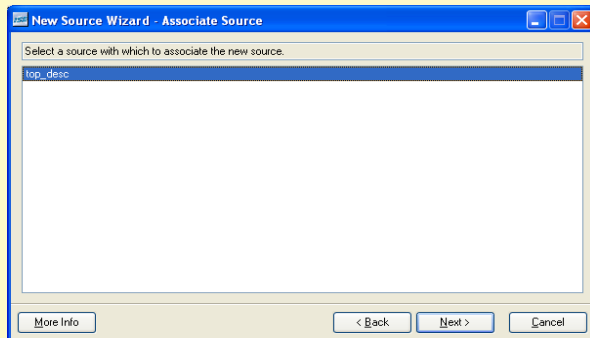 New Source Wizard - Associate Source
Select a source with which to associate the new source.
top_desc
More Info
< Back
Next >
Cancel